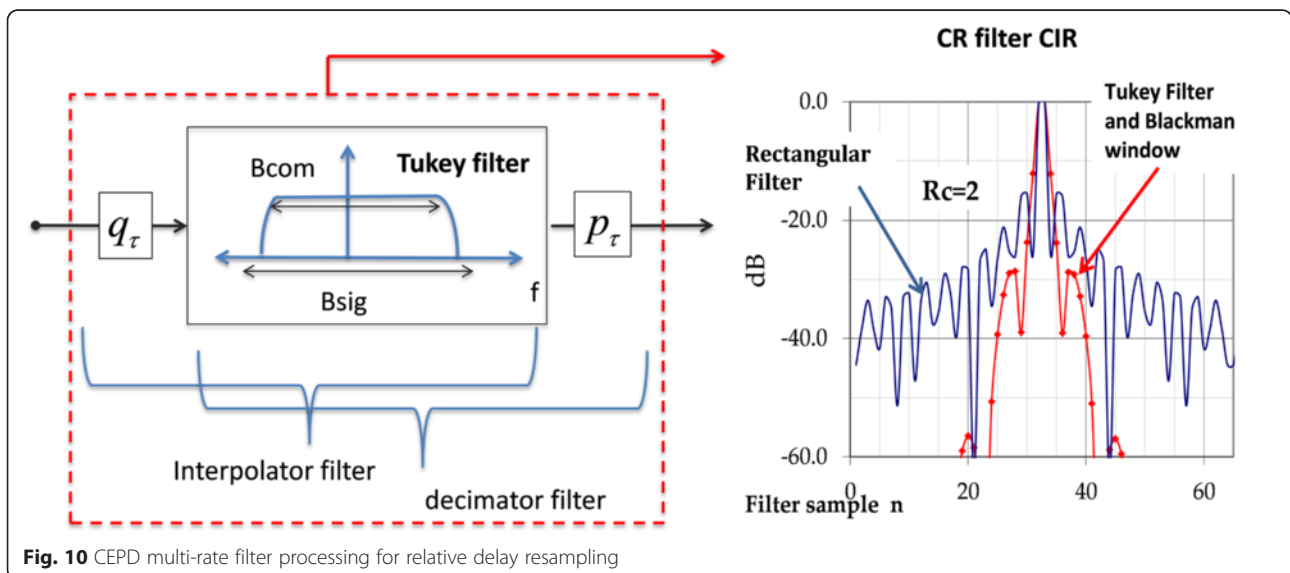 CR filter CIR
Bcom
Tukey filter
qτ
pτ
Bsig
f
Interpolator filter
decimator filter
Tukey Filter
and Blackman
window
Rectangular
Filter
Rc=2
dB
0.0
-20.0
-40.0
-60.0
0
20
40
60
Filter sample n
Fig. 10 CEPD multi-rate filter processing for relative delay resampling